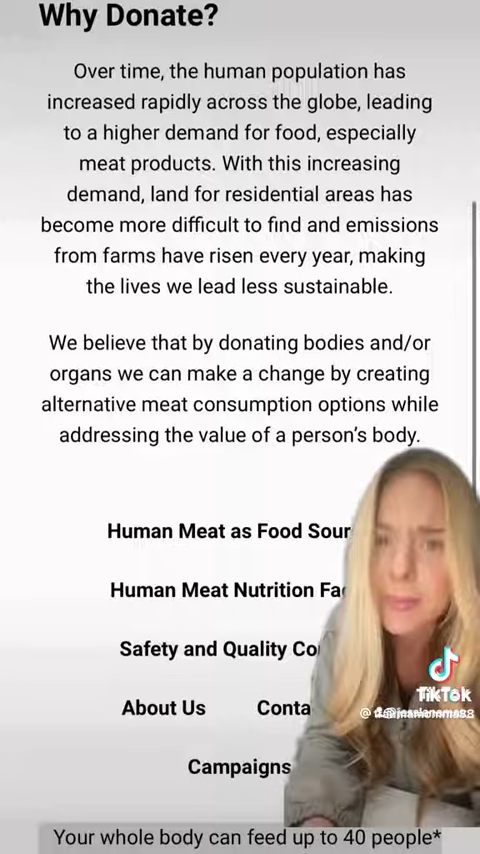 Why Donate?
Over time, the human population has
increased rapidly across the globe, leading
to a higher demand for food, especially
meat products. With this increasing
demand, land for residential areas has
become more difficult to find and emissions
from farms have risen every year, making
the lives we lead less sustainable.
We believe that by donating bodies and/or
organs we can make a change by creating
alternative meat consumption options while
addressing the value of a person's body.
Human Meat as Food Sour
Human Meat Nutrition Fac
Safety and Quality Co
About Us Conta
Campaigns
TikTok
Your whole body can feed up to 40 people*